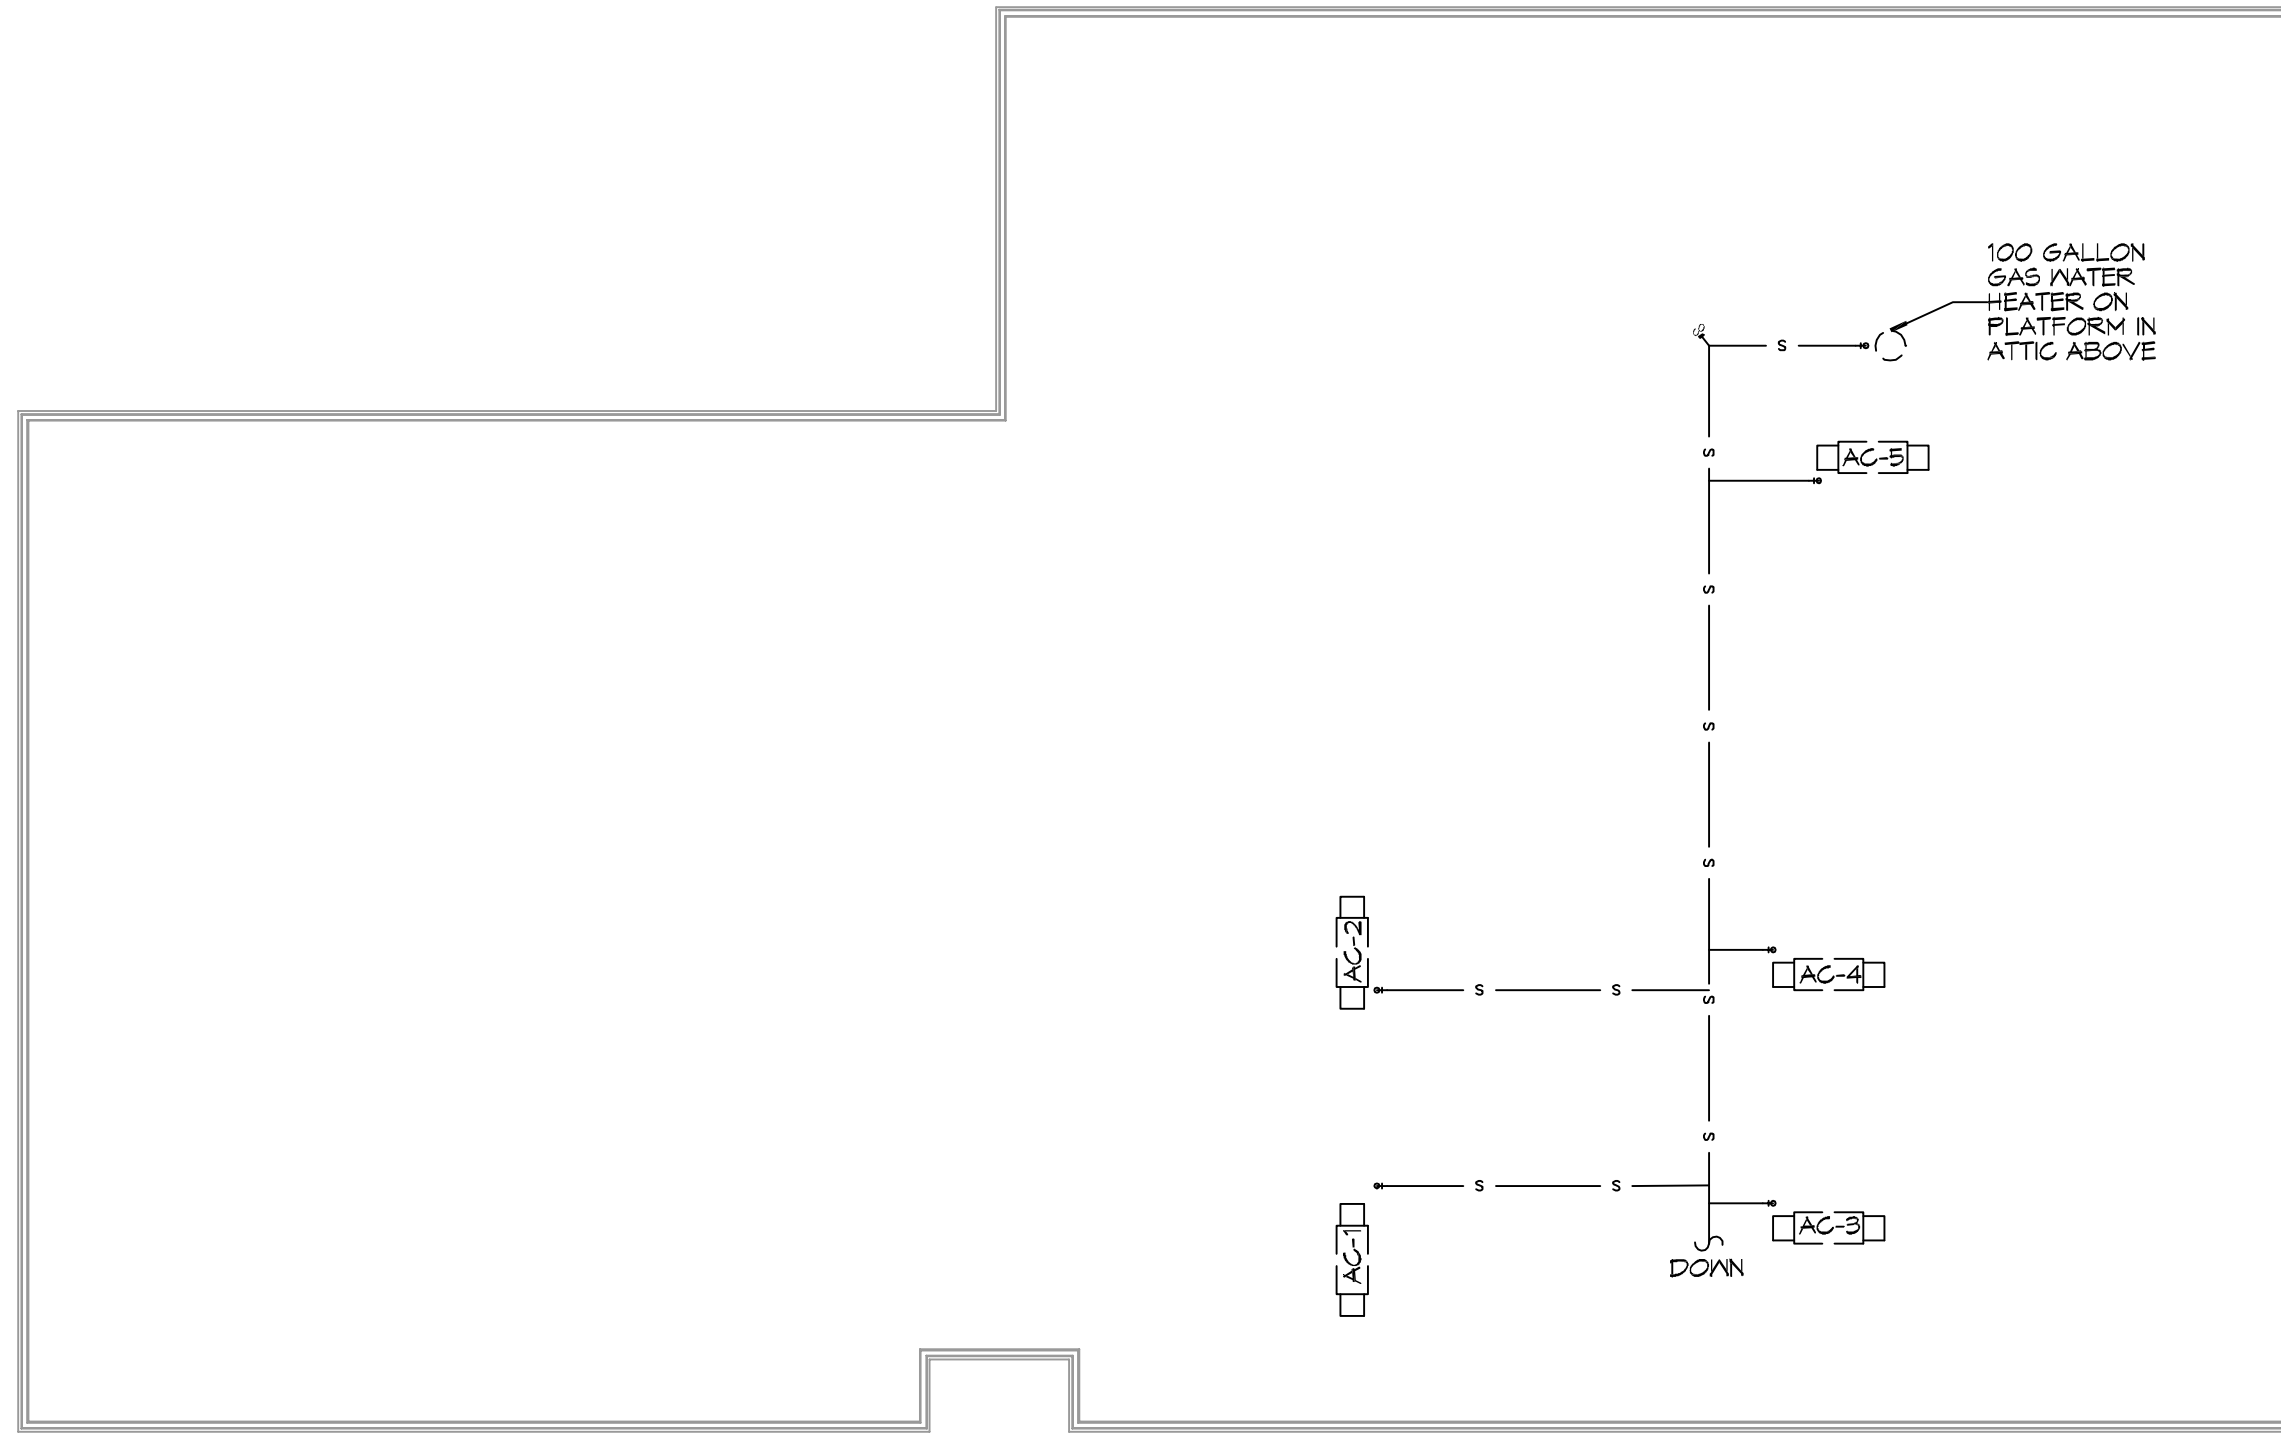 100 GALLON
GAS WATER
HEATER ON
PLATFORM IN
ATTIC ABOVE
S
S
AC-5
S
S
S
AC-2
AC-4
S
S
S
S
S
S
AC-1
AC-3
DOWN